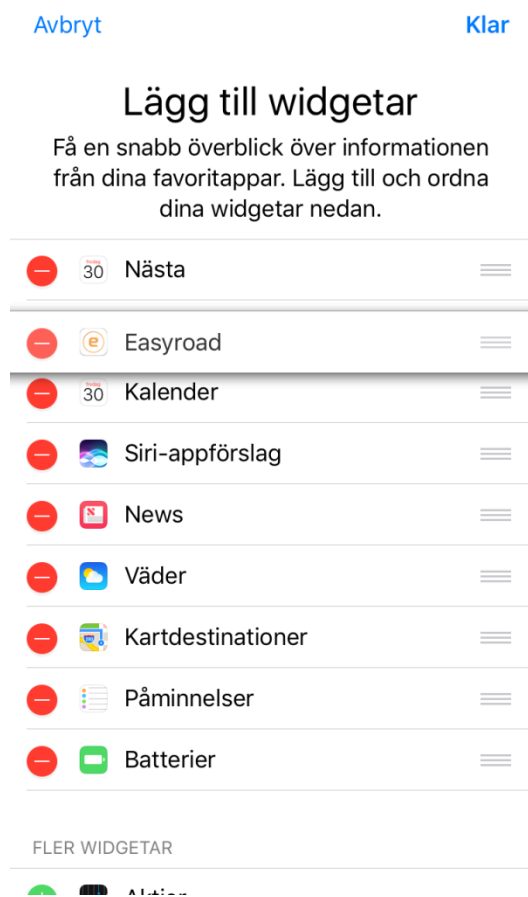 Avbryt
Klar
Lägg till widgetar
Få en snabb överblick över informationen
från dina favoritappar. Lägg till och ordna
dina widgetar nedan.
30 Nästa
e Easyroad
30 Kalender
Siri-appförslag
News
Väder
Kartdestinationer
Påminnelser
Batterier
FLER WIDGETAR
Aktier